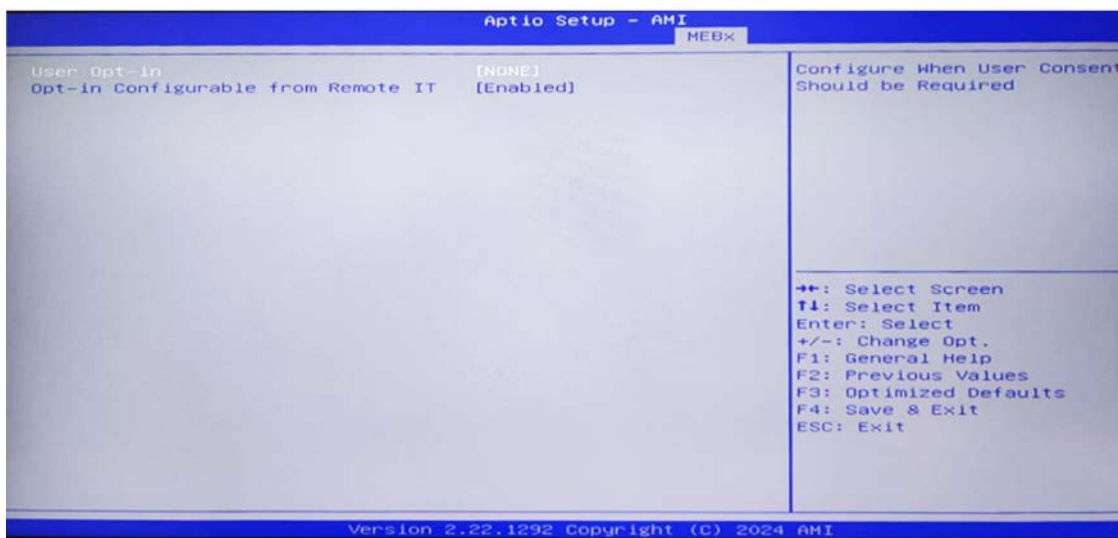 Aptio Setup - AMI
MEBx
User Opt-in [NONE]
Opt-in Configurable from Remote IT [Enabled]
Configure When User Consent
Should be Required
→←: Select Screen
↑↓: Select Item
Enter: Select
+/-: Change Opt.
F1: General Help
F2: Previous Values
F3: Optimized Defaults
F4: Save & Exit
ESC: Exit
Version 2.22.1292 Copyright (C) 2024 AMI